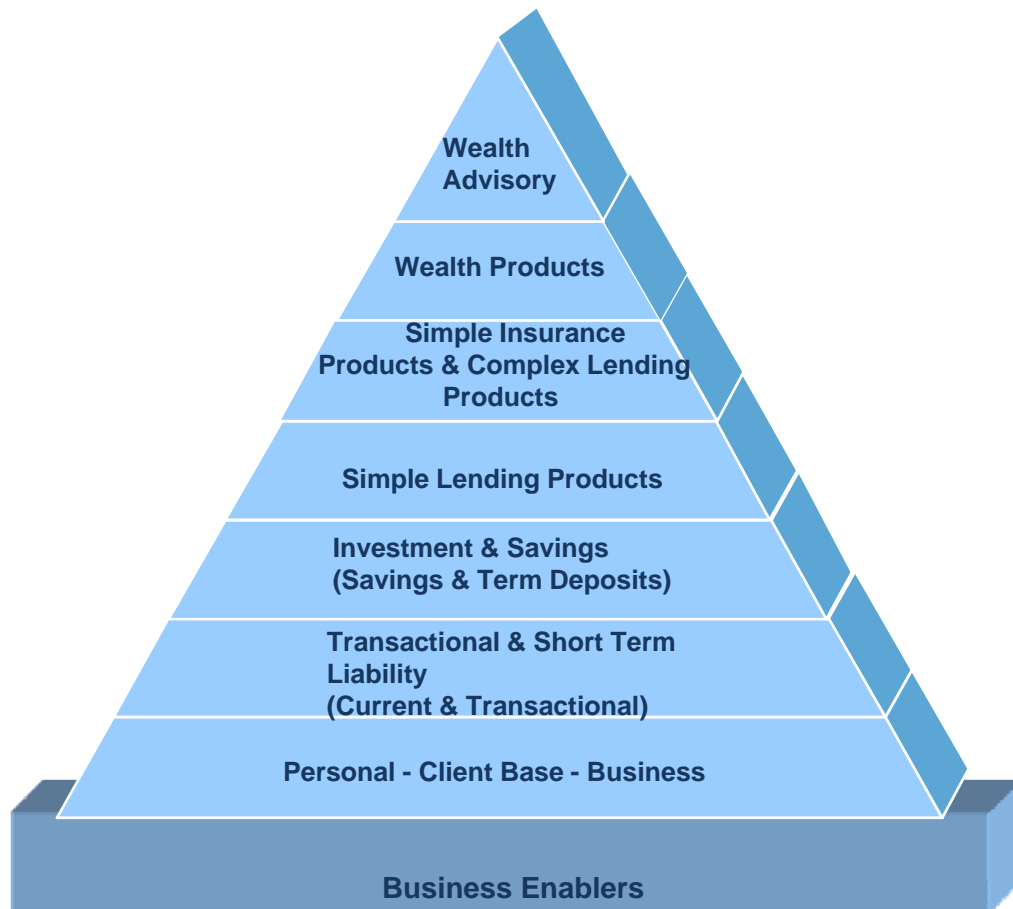 Wealth
Advisory
Wealth Products
Simple Insurance
Products & Complex Lending
Products
Simple Lending Products
Investment & Savings
(Savings & Term Deposits)
Transactional & Short Term
Liability
(Current & Transactional)
Personal - Client Base - Business
Business Enablers